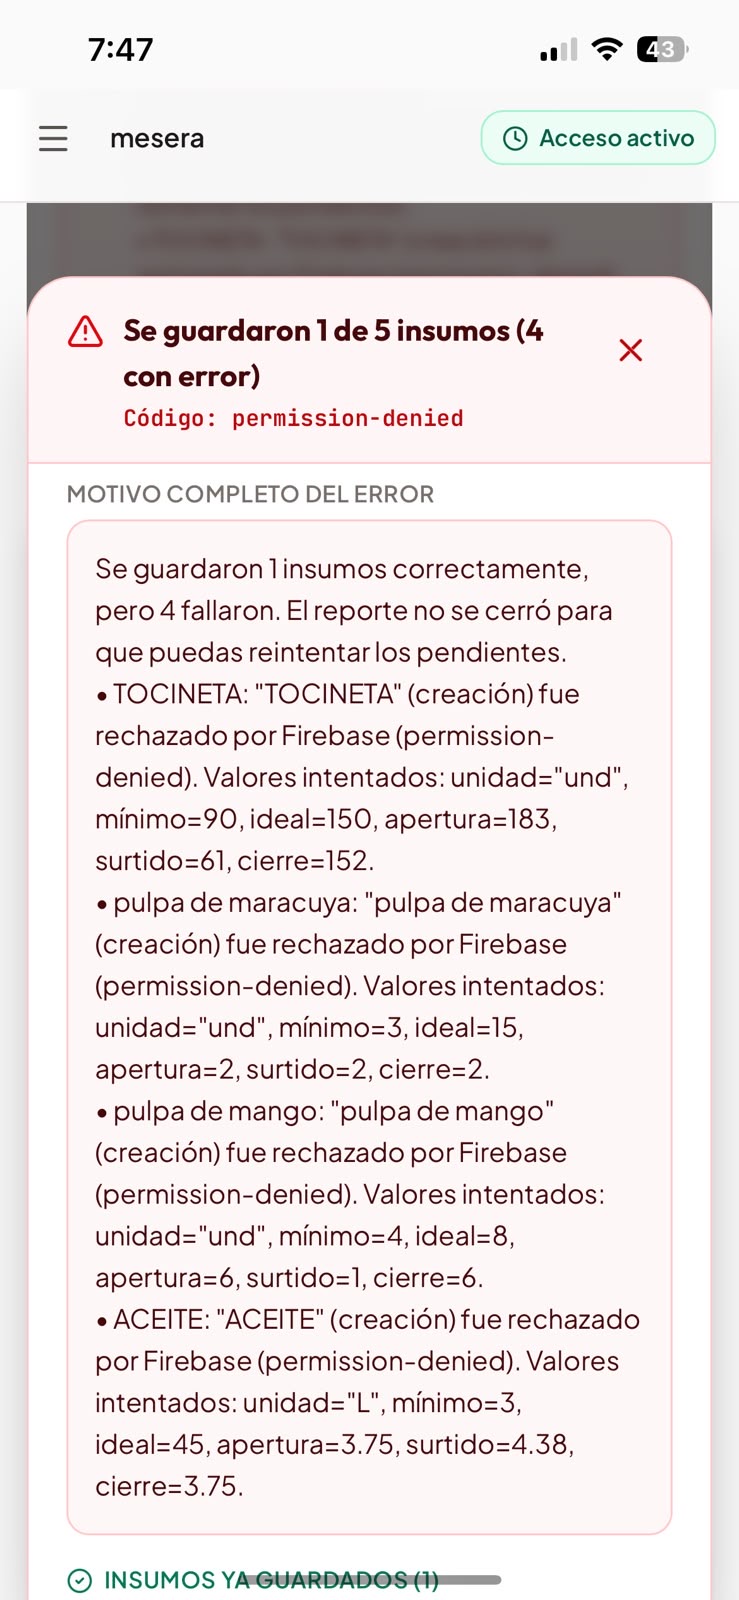 7:47
43
mesera
Acceso activo
Se guardaron 1 de 5 insumos (4
con error)
Código: permission-denied
MOTIVO COMPLETO DEL ERROR
Se guardaron 1 insumos correctamente,
pero 4 fallaron. El reporte no se cerró para
que puedas reintentar los pendientes.
• TOCINETA: "TOCINETA" (creación) fue
rechazado por Firebase (permission-
denied). Valores intentados: unidad="und",
mínimo=90, ideal=150, apertura=183,
surtido=61, cierre=152.
• pulpa de maracuya: "pulpa de maracuya"
(creación) fue rechazado por Firebase
(permission-denied). Valores intentados:
unidad="und", mínimo=3, ideal=15,
apertura=2, surtido=2, cierre=2.
• pulpa de mango: "pulpa de mango"
(creación) fue rechazado por Firebase
(permission-denied). Valores intentados:
unidad="und", mínimo=4, ideal=8,
apertura=6, surtido=1, cierre=6.
• ACEITE: "ACEITE" (creación) fue rechazado
por Firebase (permission-denied). Valores
intentados: unidad="L", mínimo=3,
ideal=45, apertura=3.75, surtido=4.38,
cierre=3.75.
INSUMOS YA GUARDADOS (1)